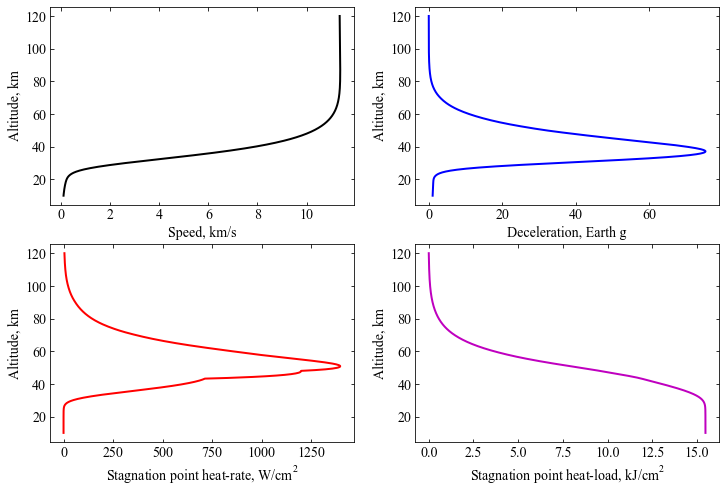 120
100
80
60
40
20
Altitude, km
0 2 4 6 8 10
Speed, km/s
120
100
80
60
40
20
Altitude, km
0 20 40 60
Deceleration, Earth g
120
100
80
60
40
20
Altitude, km
0 250 500 750 1000 1250
Stagnation point heat-rate, W/cm²
120
100
80
60
40
20
Altitude, km
0.0 2.5 5.0 7.5 10.0 12.5 15.0
Stagnation point heat-load, kJ/cm²